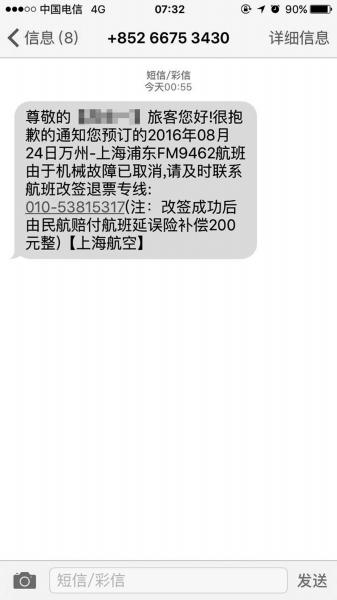 中国电信 4G 07:32 90%
信息 (8) +852 6675 3430 详细信息
短信/彩信
今天00:55
尊敬的 旅客您好!很抱
歉的通知您预订的2016年08月
24日万州-上海浦东FM9462航班
由于机械故障已取消,请及时联系
航班改签退票专线:
010-53815317(注：改签成功后
由民航赔付航班延误险补偿200
元整)【上海航空】
短信/彩信 发送